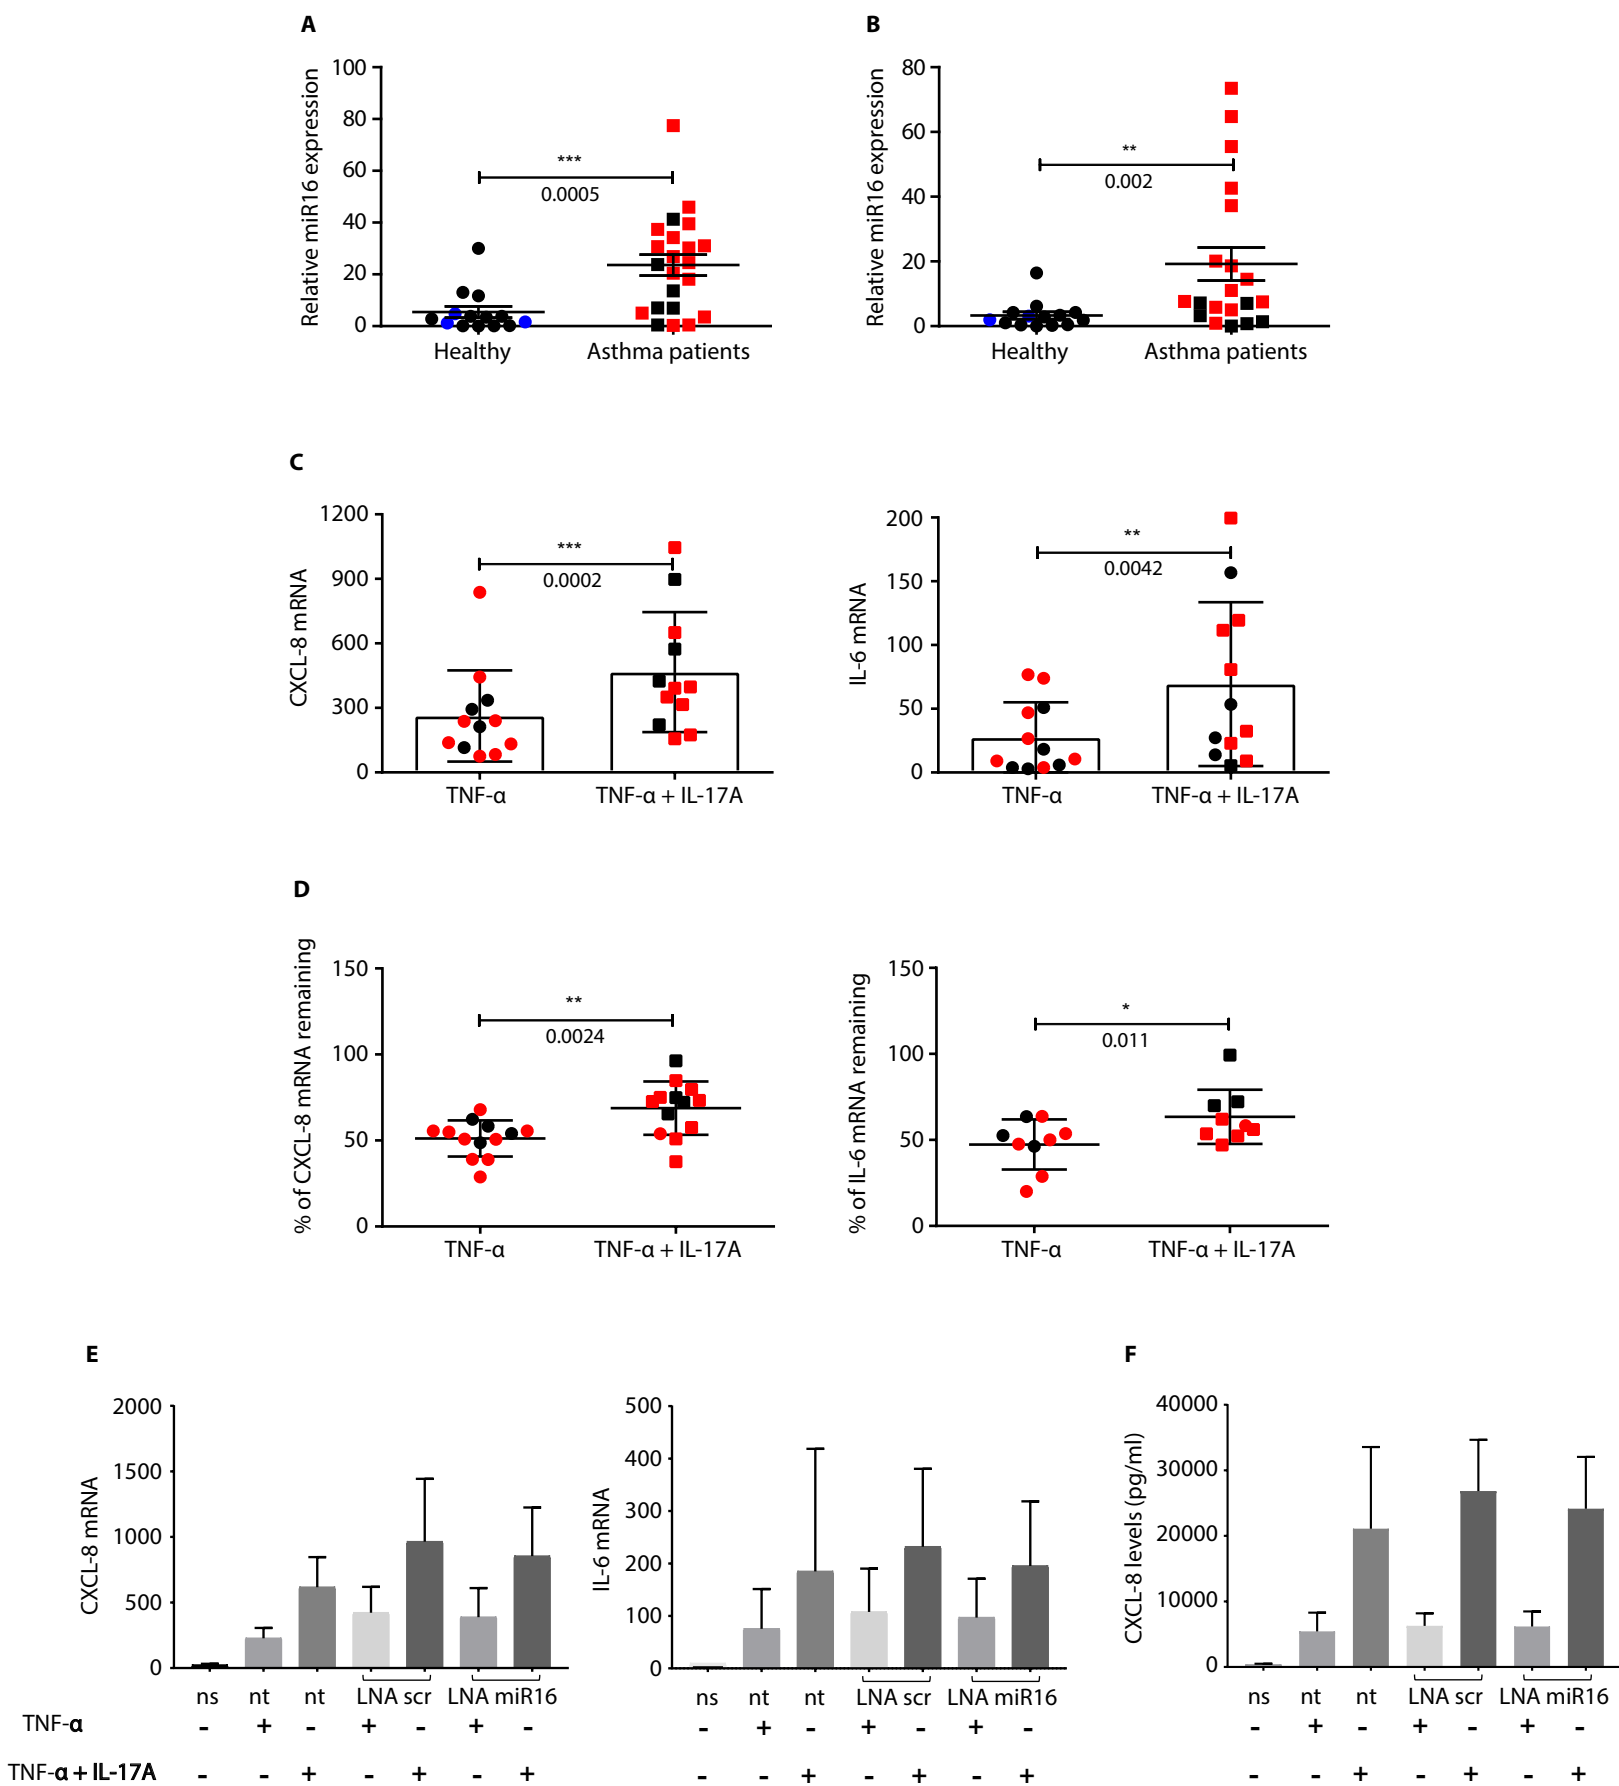 A
B
Relative miR16 expression
100
80
60
40
20
0
***
0.0005
Healthy
Asthma patients
Relative miR16 expression
80
60
40
20
0
**
0.002
Healthy
Asthma patients
C
CXCL-8 mRNA
1200
900
600
300
0
***
0.0002
TNF-α
TNF-α + IL-17A
IL-6 mRNA
200
150
100
50
0
**
0.0042
TNF-α
TNF-α + IL-17A
D
% of CXCL-8 mRNA remaining
150
100
50
0
**
0.0024
TNF-α
TNF-α + IL-17A
% of IL-6 mRNA remaining
150
100
50
0
*
0.011
TNF-α
TNF-α + IL-17A
E
F
CXCL-8 mRNA
2000
1500
1000
500
0
ns nt nt LNA scr LNA miR16
IL-6 mRNA
500
400
300
200
100
0
ns nt nt LNA scr LNA miR16
CXCL-8 levels (pg/ml)
40000
30000
20000
10000
0
ns nt nt LNA scr LNA miR16
TNF-α - + - + - + - - + - + - + - - + - + - + -
TNF-α + IL-17A - - + - + - + - - + - + - + - - + - + - +